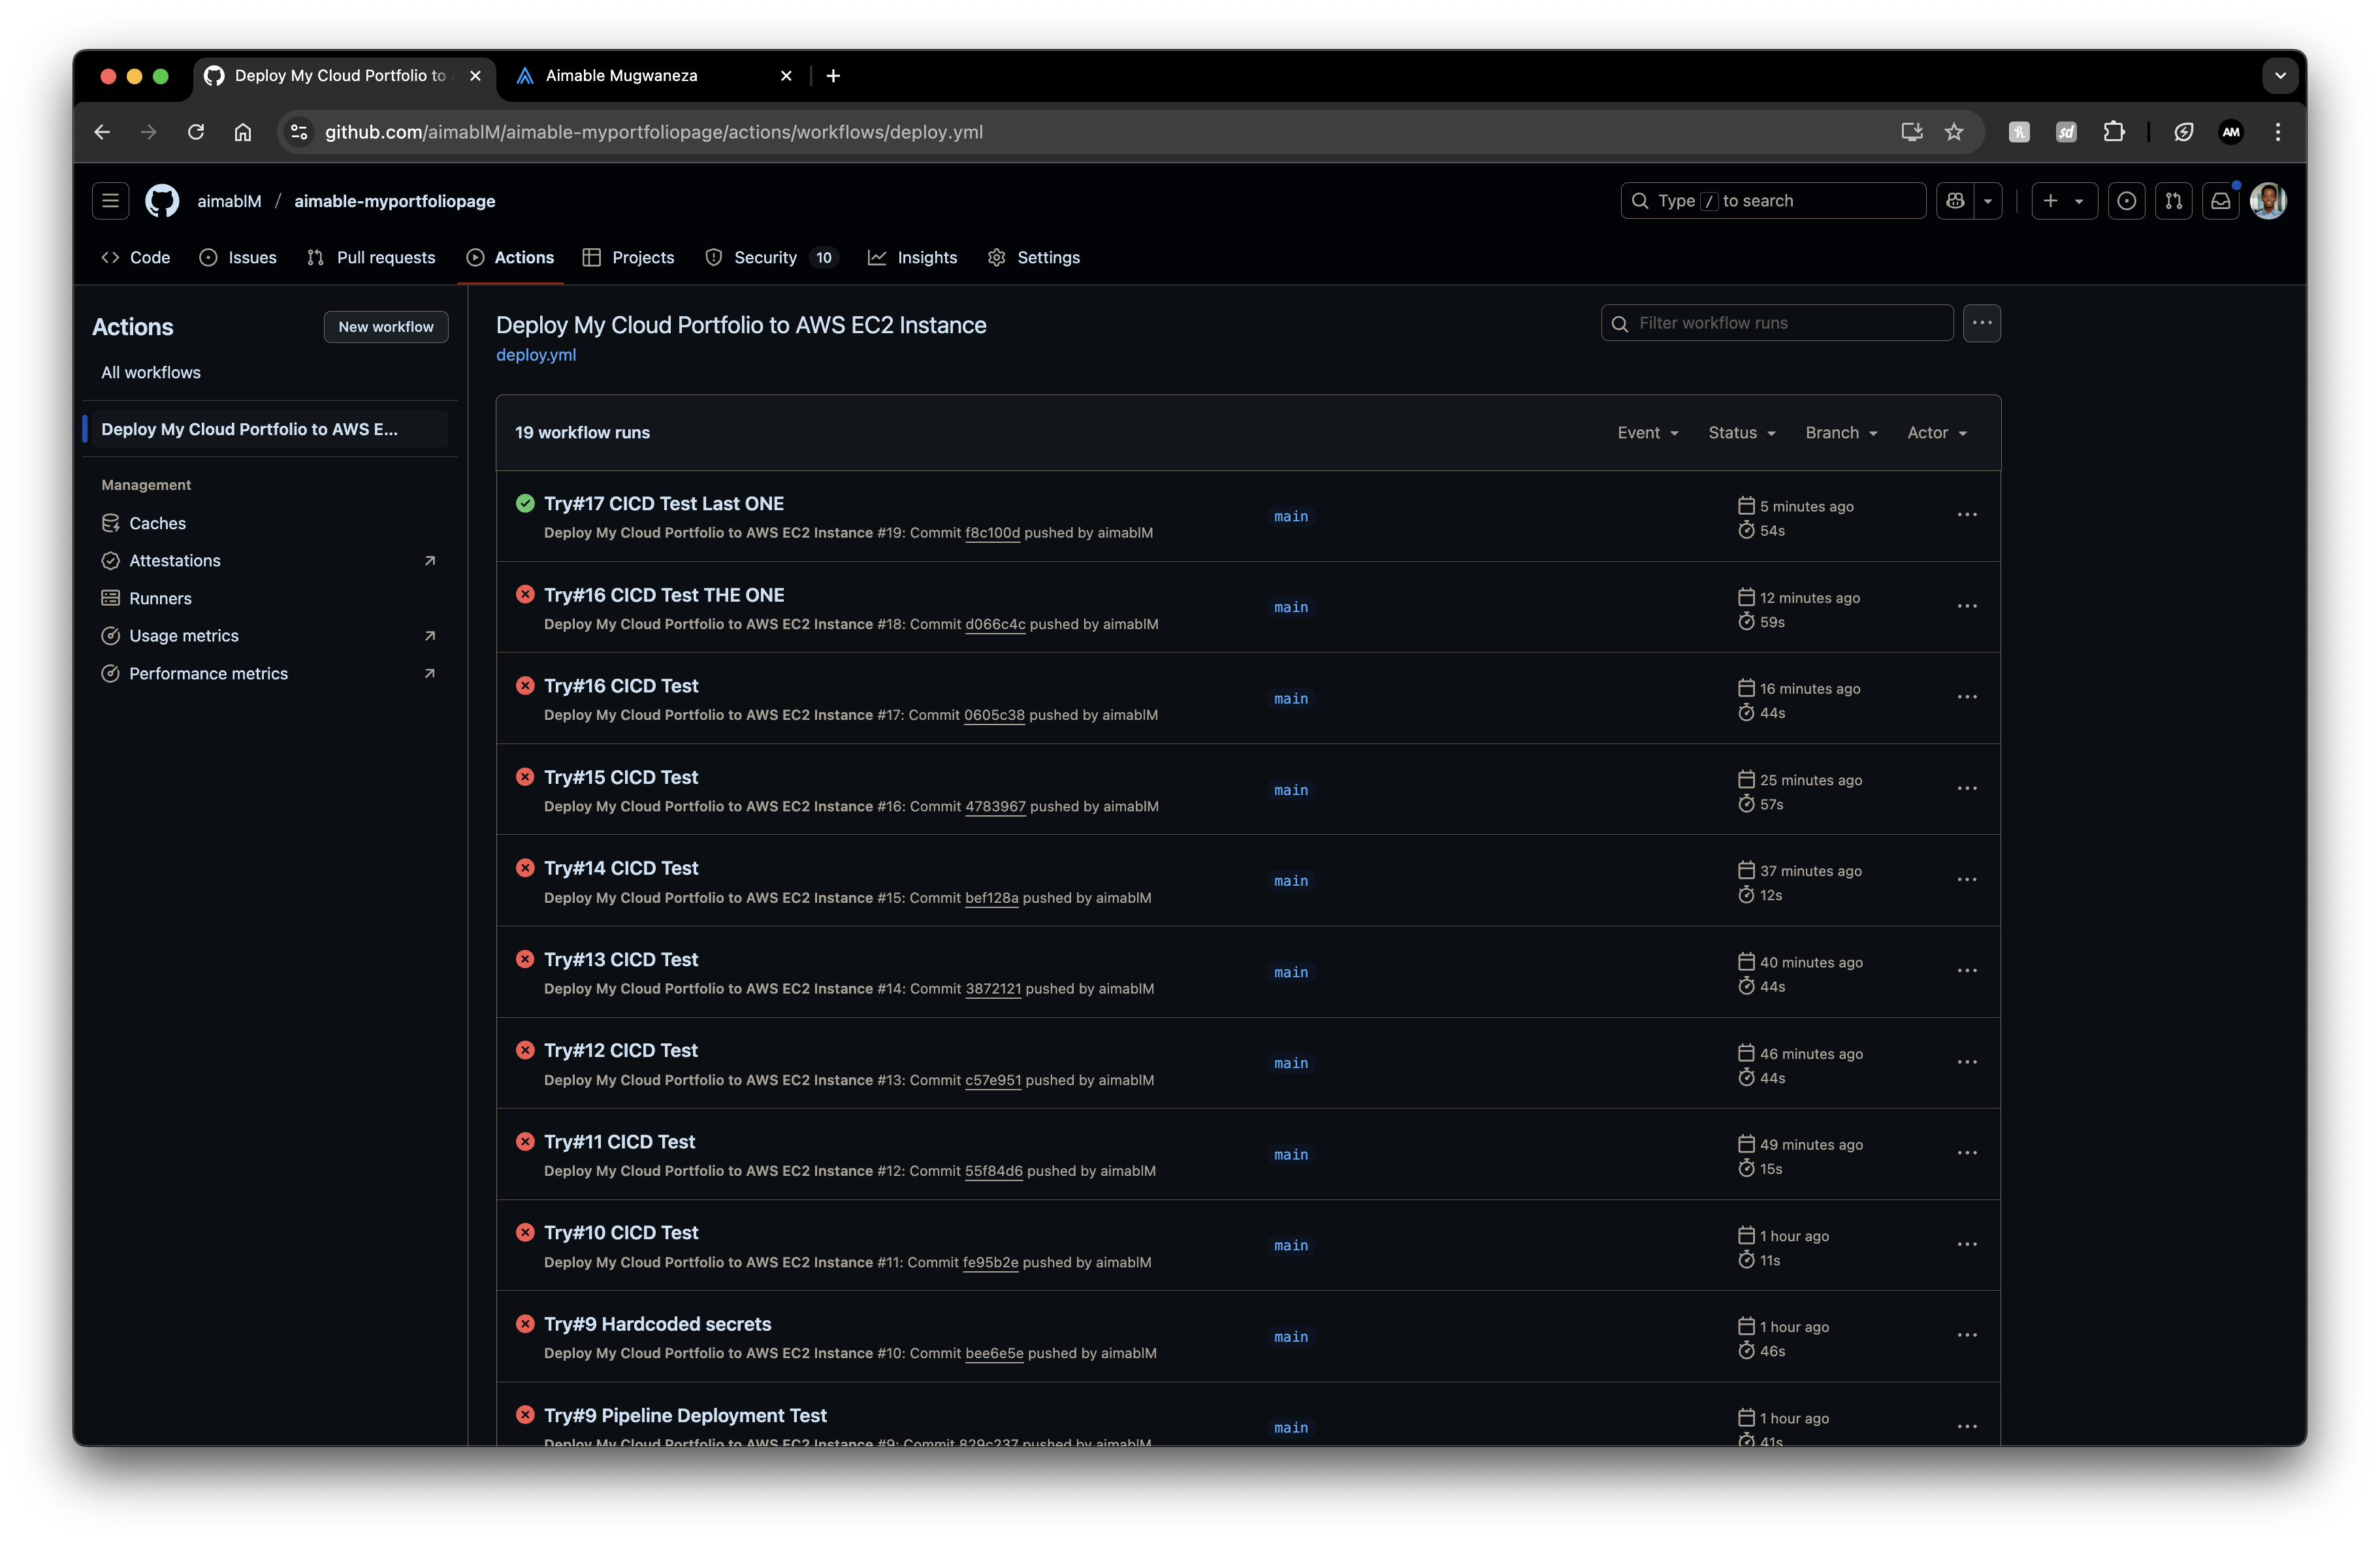 Deploy My Cloud Portfolio to
Aimable Mugwaneza
github.com/aimablM/aimable-myportfoliopage/actions/workflows/deploy.yml
sd
AM
aimablM / aimable-myportfoliopage
Type / to search
Code
Issues
Pull requests
Actions
Projects
Security 10
Insights
Settings
Actions
New workflow
All workflows
Deploy My Cloud Portfolio to AWS E...
Management
Caches
Attestations
Runners
Usage metrics
Performance metrics
Deploy My Cloud Portfolio to AWS EC2 Instance
deploy.yml
Filter workflow runs
19 workflow runs
Event
Status
Branch
Actor
Try#17 CICD Test Last ONE
Deploy My Cloud Portfolio to AWS EC2 Instance #19: Commit f8c100d pushed by aimablM
main
5 minutes ago
54s
Try#16 CICD Test THE ONE
Deploy My Cloud Portfolio to AWS EC2 Instance #18: Commit d066c4c pushed by aimablM
main
12 minutes ago
59s
Try#16 CICD Test
Deploy My Cloud Portfolio to AWS EC2 Instance #17: Commit 0605c38 pushed by aimablM
main
16 minutes ago
44s
Try#15 CICD Test
Deploy My Cloud Portfolio to AWS EC2 Instance #16: Commit 4783967 pushed by aimablM
main
25 minutes ago
57s
Try#14 CICD Test
Deploy My Cloud Portfolio to AWS EC2 Instance #15: Commit bef128a pushed by aimablM
main
37 minutes ago
12s
Try#13 CICD Test
Deploy My Cloud Portfolio to AWS EC2 Instance #14: Commit 3872121 pushed by aimablM
main
40 minutes ago
44s
Try#12 CICD Test
Deploy My Cloud Portfolio to AWS EC2 Instance #13: Commit c57e951 pushed by aimablM
main
46 minutes ago
44s
Try#11 CICD Test
Deploy My Cloud Portfolio to AWS EC2 Instance #12: Commit 55f84d6 pushed by aimablM
main
49 minutes ago
15s
Try#10 CICD Test
Deploy My Cloud Portfolio to AWS EC2 Instance #11: Commit fe95b2e pushed by aimablM
main
1 hour ago
11s
Try#9 Hardcoded secrets
Deploy My Cloud Portfolio to AWS EC2 Instance #10: Commit bee6e5e pushed by aimablM
main
1 hour ago
46s
Try#9 Pipeline Deployment Test
Deploy My Cloud Portfolio to AWS EC2 Instance #9: Commit 829c237 pushed by aimablM
main
1 hour ago
41s